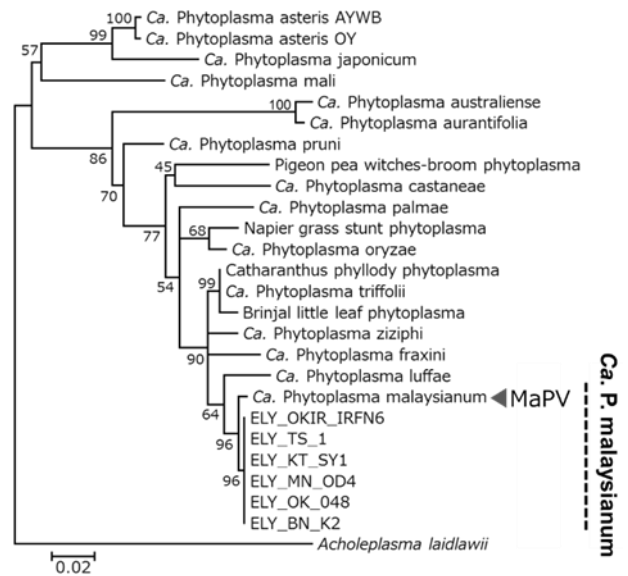 100
Ca. Phytoplasma asteris AYWB
99
Ca. Phytoplasma asteris OY
57
Ca. Phytoplasma japonicum
Ca. Phytoplasma mali
100
Ca. Phytoplasma australiense
Ca. Phytoplasma aurantifolia
86
Ca. Phytoplasma pruni
45
Pigeon pea witches-broom phytoplasma
Ca. Phytoplasma castaneae
70
Ca. Phytoplasma palmae
77
68
Napier grass stunt phytoplasma
Ca. Phytoplasma oryzae
Catharanthus phyllody phytoplasma
54
99
Ca. Phytoplasma triffolii
Brinjal little leaf phytoplasma
Ca. Phytoplasma ziziphi
90
Ca. Phytoplasma fraxini
Ca. Phytoplasma luffae
64
Ca. Phytoplasma malaysianum
MaPV
ELY_OKIR_IRFN6
96
ELY_TS_1
ELY_KT_SY1
96
ELY_MN_OD4
ELY_OK_048
ELY_BN_K2
Ca. P. malaysianum
Acholeplasma laidlawii
0.02